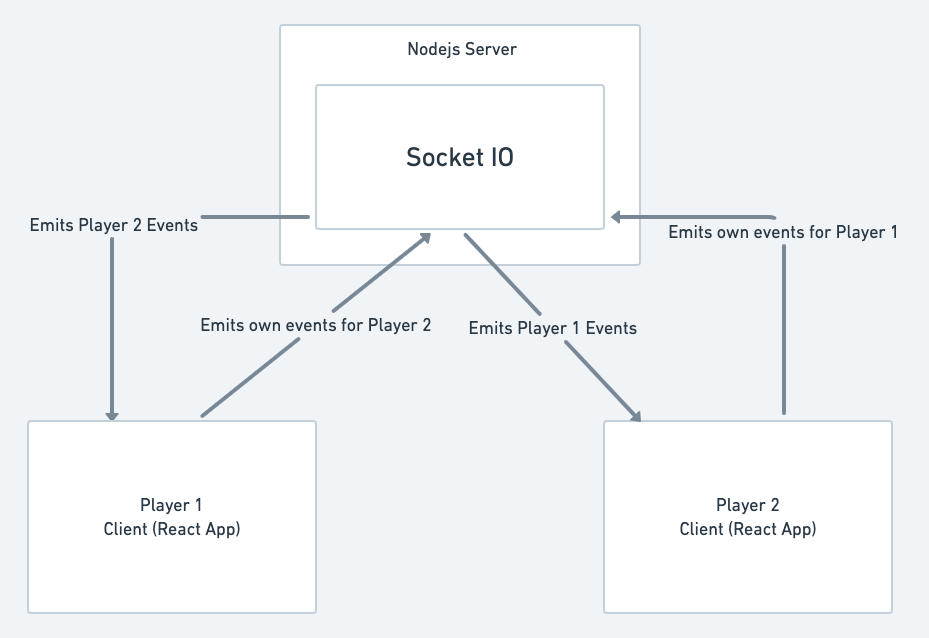 Nodejs Server
Socket IO
Emits Player 2 Events
Emits own events for Player 1
Emits own events for Player 2
Emits Player 1 Events
Player 1
Client (React App)
Player 2
Client (React App)